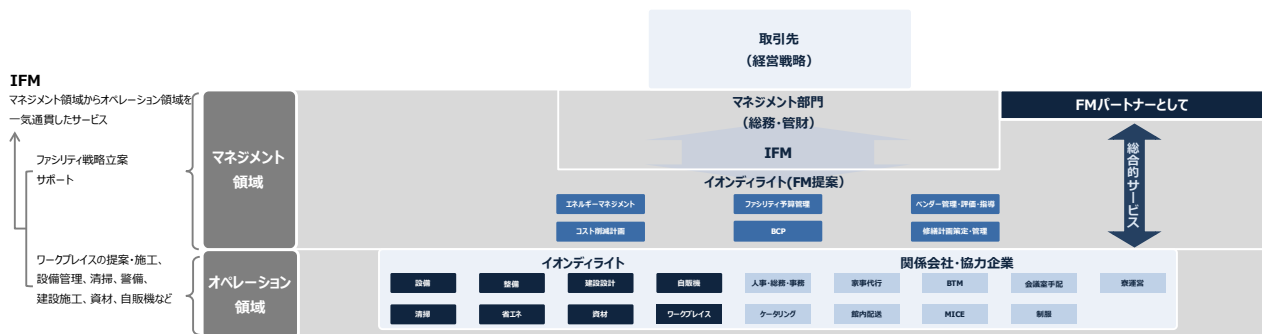 取引先
(経営戦略)
IFM
マネジメント領域からオペレーション領域を
一気通貫したサービス
ファシリティ戦略立案
サポート
ワークプレイスの提案・施工、
設備管理、清掃、警備、
建設施工、資材、自販機など
マネジメント
領域
マネジメント部門
(総務・管財)
IFM
イオンディライト(FM提案)
エネルギーマネジメント
ファシリティ予算管理
ベンダー管理・評価・指導
コスト削減計画
BCP
修繕計画策定・管理
FMパートナーとして
総合的サービス
オペレーション
領域
イオンディライト
関係会社・協力企業
設備
整備
建設設計
自販機
人事・総務・事務
家事代行
BTM
会議室手配
寮運営
清掃
省エネ
資材
ワークプレイス
ケータリング
館内配送
MICE
制服